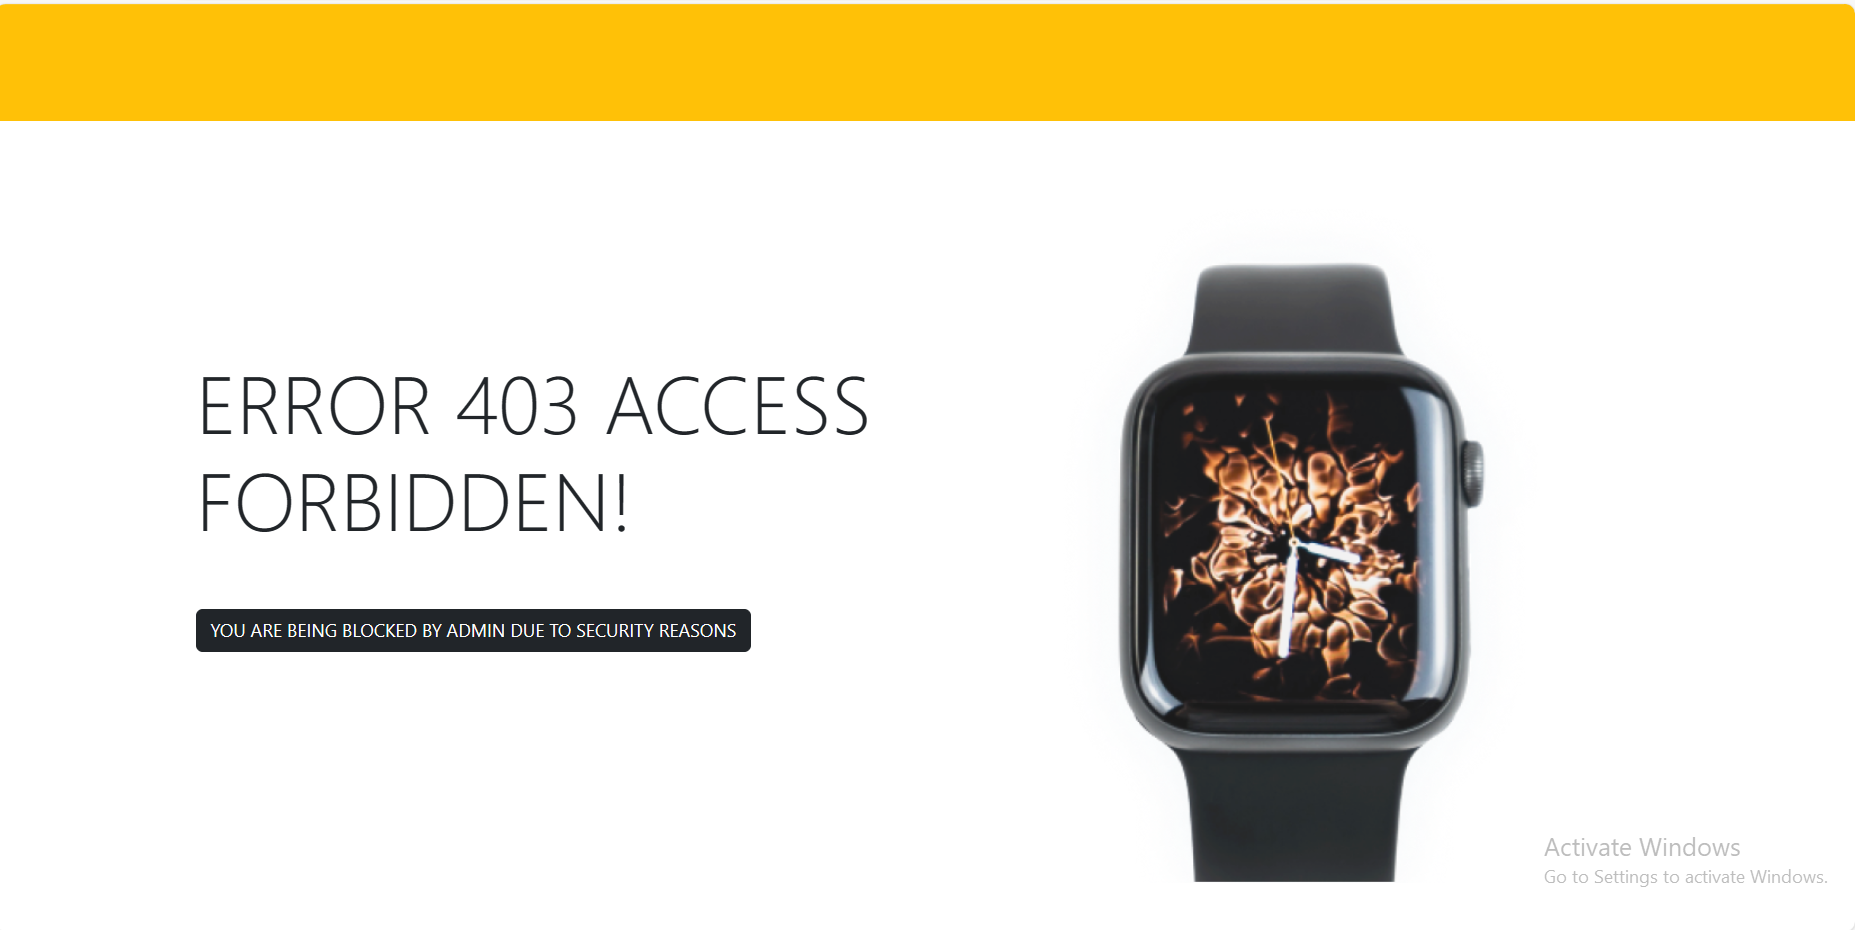 ERROR 403 ACCESS
FORBIDDEN!
YOU ARE BEING BLOCKED BY ADMIN DUE TO SECURITY REASONS
Activate Windows
Go to Settings to activate Windows.